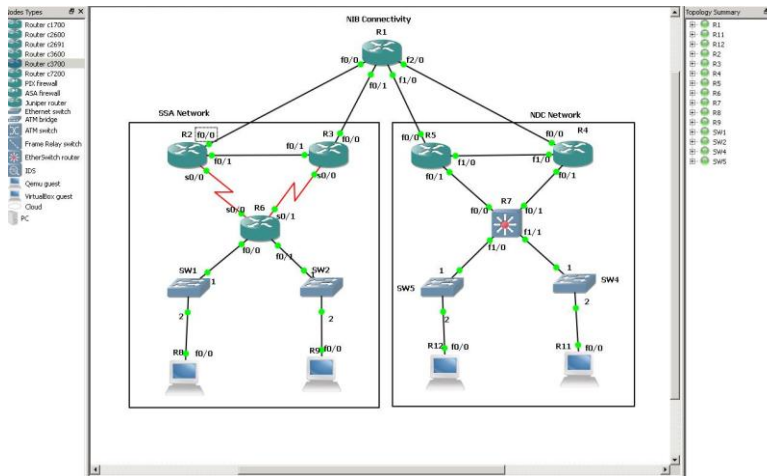 Nodes Types
Router c1700
Router c2600
Router c2691
Router c3600
Router c3700
Router c7200
PIX firewall
ASA firewall
Juniper router
Ethernet switch
ATM bridge
ATM switch
Frame Relay switch
EtherSwitch router
IDS
Qemu guest
VirtualBox guest
Cloud
PC
NIB Connectivity
R1
f0/0
f2/0
f0/1
f1/0
SSA Network
NDC Network
R2
f0/0
R3
f0/0
f0/1
f0/1
s0/0
s0/0
R5
f0/0
R4
f0/0
f1/0
f1/0
f0/1
f0/1
R6
s0/0
s0/1
f0/0
f0/1
R7
f0/0
f0/1
f1/0
f1/1
SW1
1
2
SW2
1
2
SW5
1
2
SW4
1
2
R8
f0/0
R9
f0/0
R12
f0/0
R11
f0/0
Topology Summary
R1
R11
R12
R2
R3
R4
R5
R6
R7
R8
R9
SW1
SW2
SW4
SW5